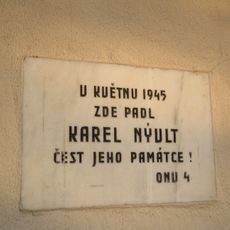 U KVĚTNU 1945
ZDE PADL
KAREL NÝVLT
ČEST JEHO PAMÁTCE!
ONV 4